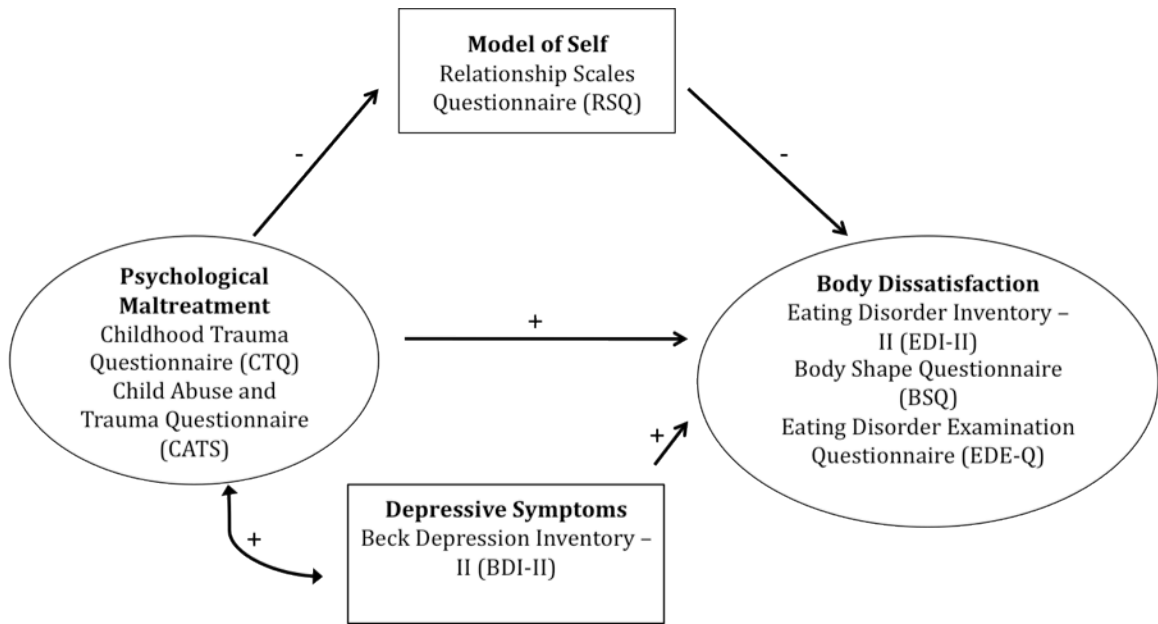 Model of Self
Relationship Scales
Questionnaire (RSQ)
-
-
Psychological
Maltreatment
Childhood Trauma
Questionnaire (CTQ)
Child Abuse and
Trauma Questionnaire
(CATS)
+
Body Dissatisfaction
Eating Disorder Inventory –
II (EDI-II)
Body Shape Questionnaire
(BSQ)
Eating Disorder Examination
Questionnaire (EDE-Q)
+
+
Depressive Symptoms
Beck Depression Inventory –
II (BDI-II)